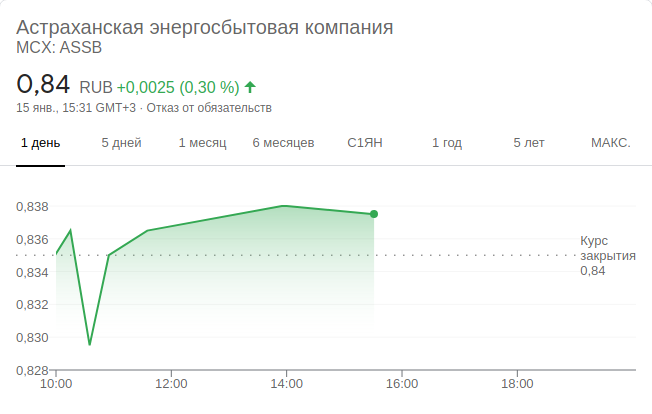 Астраханская энергосбытовая компания
MCX: ASSB
0,84 RUB +0,0025 (0,30 %)
15 янв., 15:31 GMT+3 · Отказ от обязательств
1 день 5 дней 1 месяц 6 месяцев С1ЯН 1 год 5 лет МАКС.
0,838
0,836
0,834
0,832
0,830
0,828
Курс
закрытия
0,84
10:00 12:00 14:00 16:00 18:00